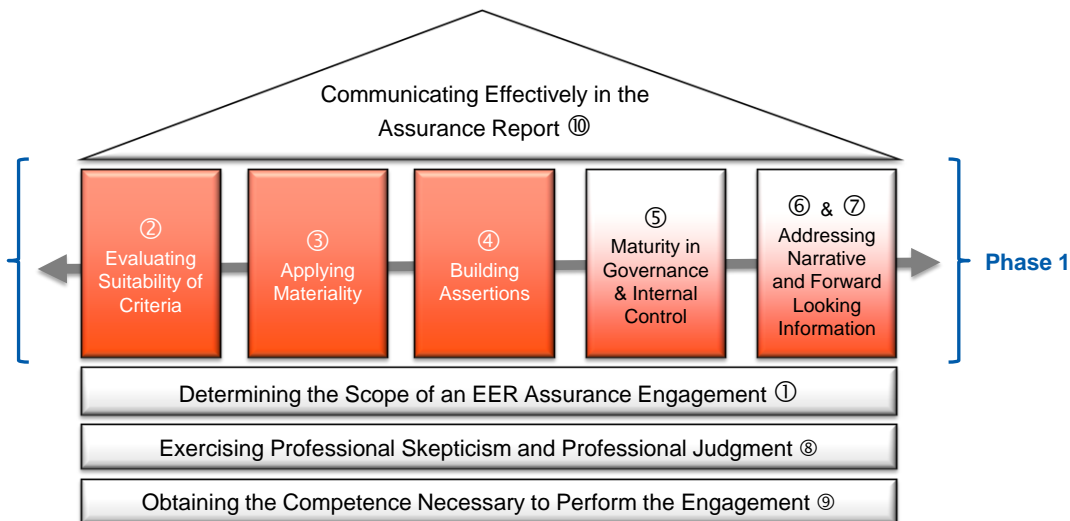 Communicating Effectively in the
Assurance Report ⑩
②
Evaluating
Suitability of
Criteria
③
Applying
Materiality
④
Building
Assertions
⑤
Maturity in
Governance
& Internal
Control
⑥ & ⑦
Addressing
Narrative
and Forward
Looking
Information
Phase 1
Determining the Scope of an EER Assurance Engagement ①
Exercising Professional Skepticism and Professional Judgment ⑧
Obtaining the Competence Necessary to Perform the Engagement ⑨